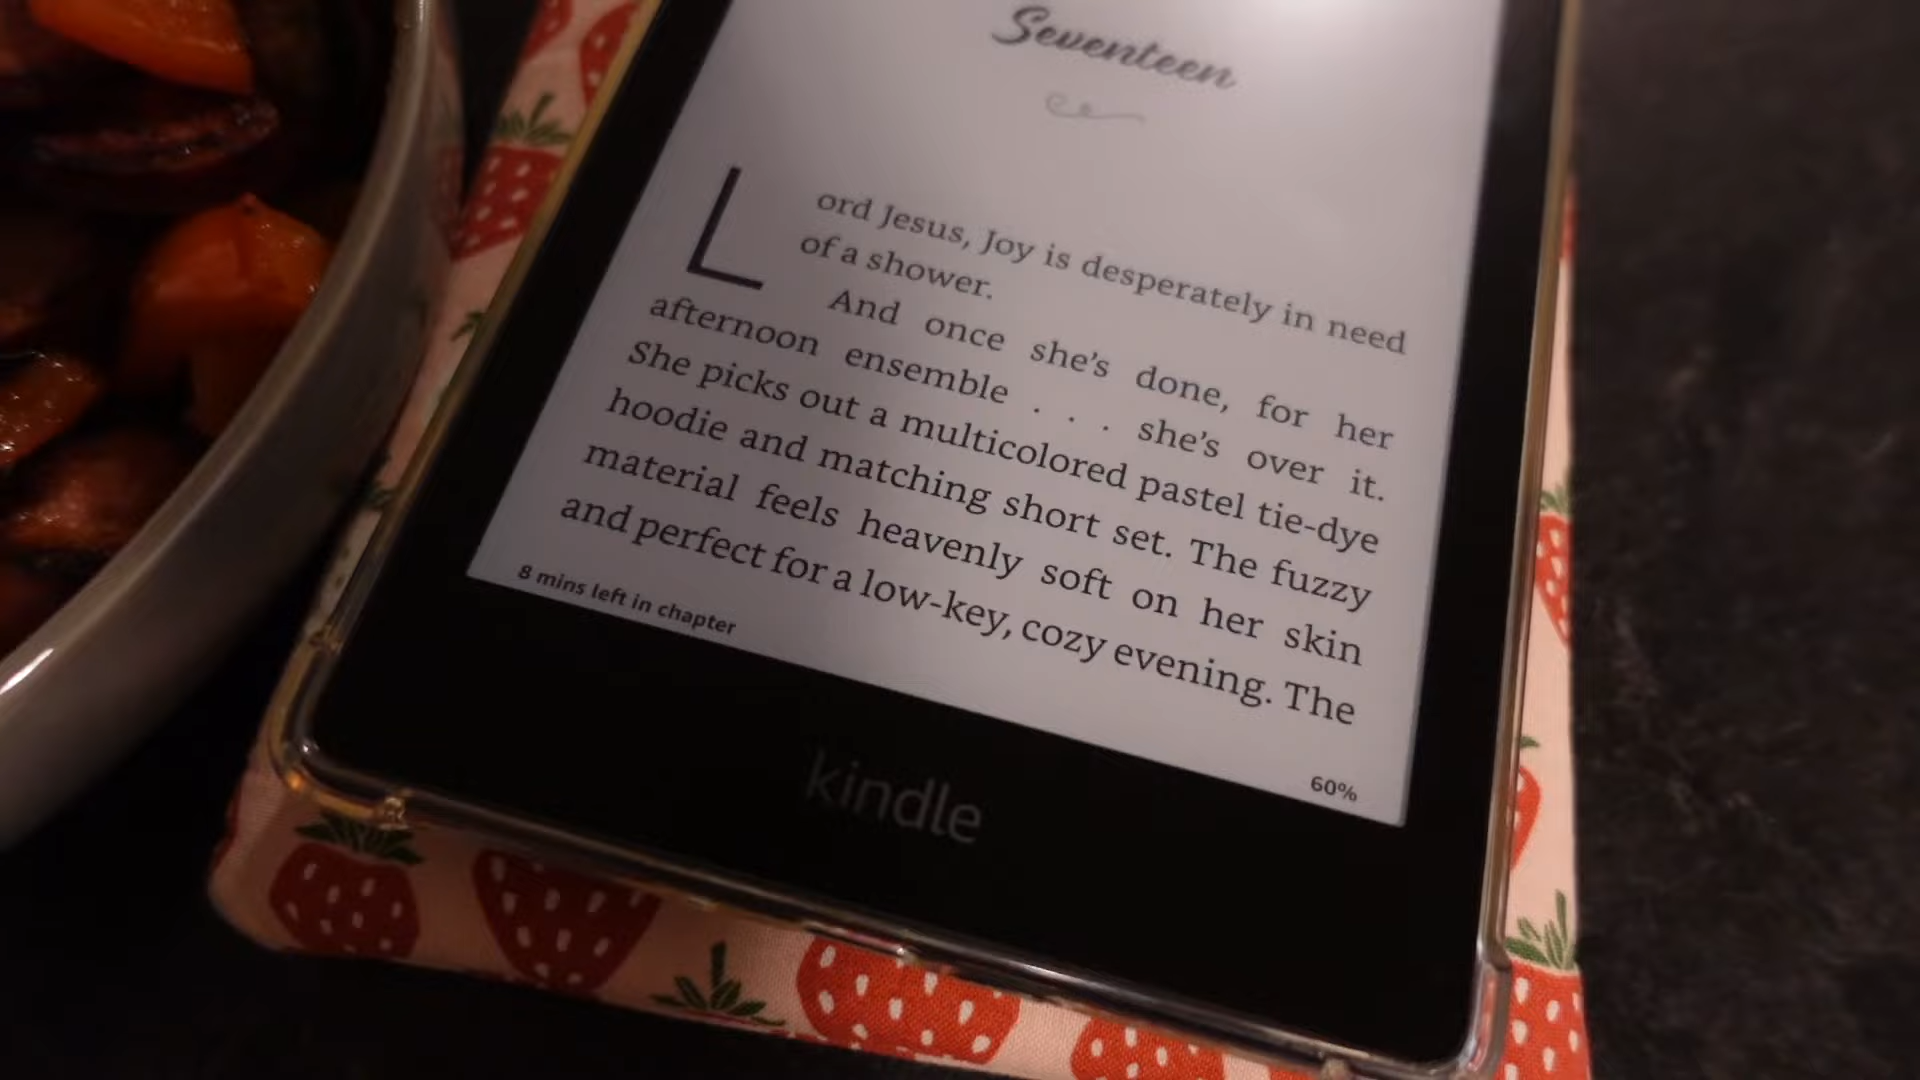 Seventeen
Lord Jesus, Joy is desperately in need
of a shower.
And once she’s done, for her
afternoon ensemble . . . she’s over it.
She picks out a multicolored pastel tie-dye
hoodie and matching short set. The fuzzy
material feels heavenly soft on her skin
and perfect for a low-key, cozy evening. The
8 mins left in chapter
60%
kindle